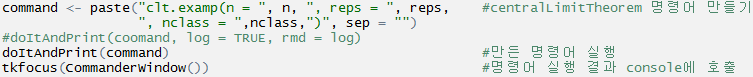 command <- paste("clt.examp(n = ", n, ", reps = ", reps, #centralLimitTheorem 명령어 만들기
", nclass = ",nclass,")", sep = "")
#doItAndPrint(coomand, log = TRUE, rmd = log)
doItAndPrint(command) #만든 명령어 실행
tkfocus(CommanderWindow()) #명령어 실행 결과 console에 호출